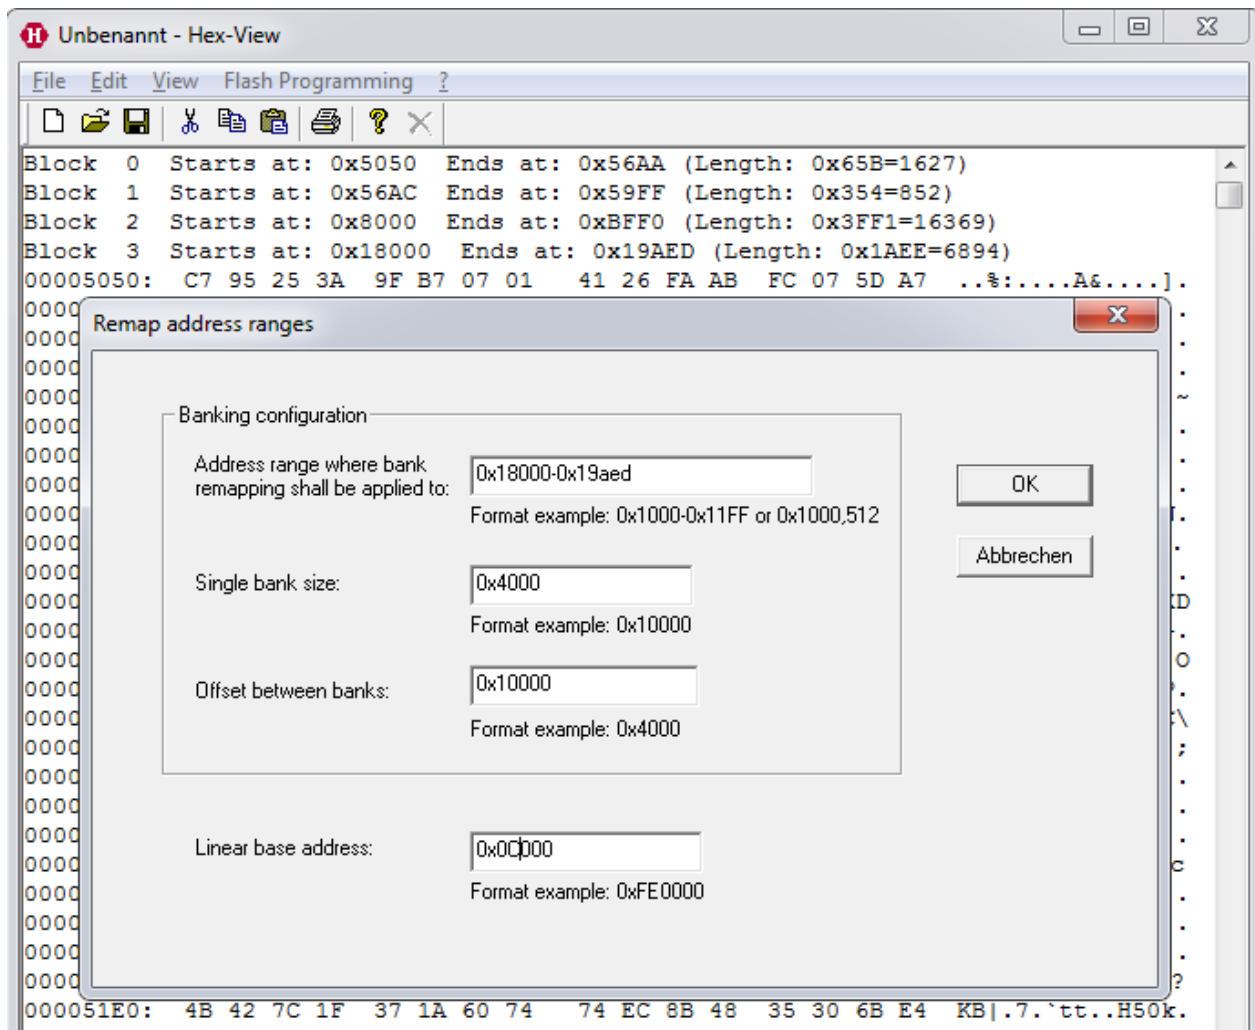 Unbenannt - Hex-View
File Edit View Flash Programming ?
Block 0 Starts at: 0x5050 Ends at: 0x56AA (Length: 0x65B=1627)
Block 1 Starts at: 0x56AC Ends at: 0x59FF (Length: 0x354=852)
Block 2 Starts at: 0x8000 Ends at: 0xBFF0 (Length: 0x3FF1=16369)
Block 3 Starts at: 0x18000 Ends at: 0x19AED (Length: 0x1AEE=6894)
00005050: C7 95 25 3A 9F B7 07 01 41 26 FA AB FC 07 5D A7 ..%:....A&....].
Remap address ranges
Banking configuration
Address range where bank
remapping shall be applied to:
0x18000-0x19aed
Format example: 0x1000-0x11FF or 0x1000,512
OK
Abbrechen
Single bank size:
0x4000
Format example: 0x10000
Offset between banks:
0x10000
Format example: 0x4000
Linear base address:
0x0C000
Format example: 0xFE0000
000051E0: 4B 42 7C 1F 37 1A 60 74 74 EC 8B 48 35 30 6B E4 KB|.7.`tt..H50k.